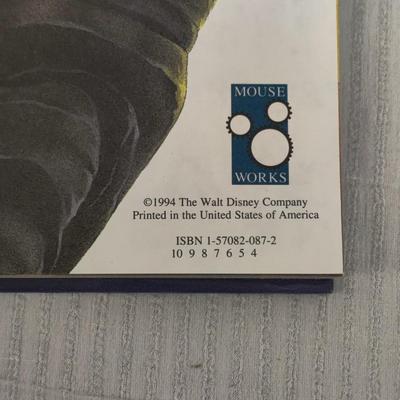 MOUSE
WORKS
©1994 The Walt Disney Company
Printed in the United States of America
ISBN 1-57082-087-2
10 9 8 7 6 5 4